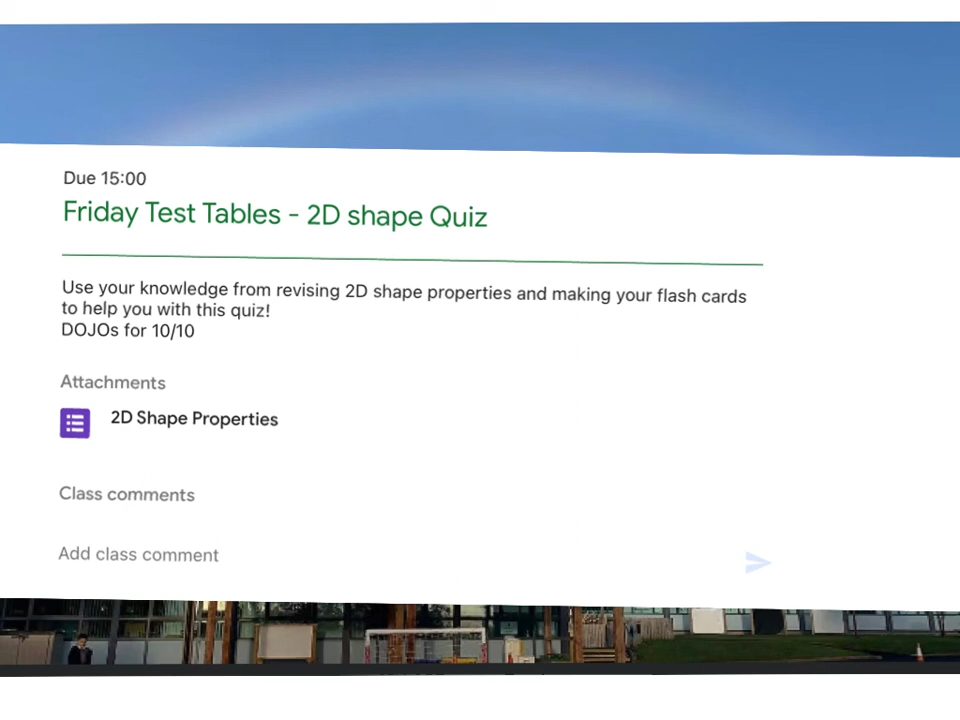 Due 15:00
Friday Test Tables - 2D shape Quiz
Use your knowledge from revising 2D shape properties and making your flash cards
to help you with this quiz!
DOJOs for 10/10
Attachments
2D Shape Properties
Class comments
Add class comment